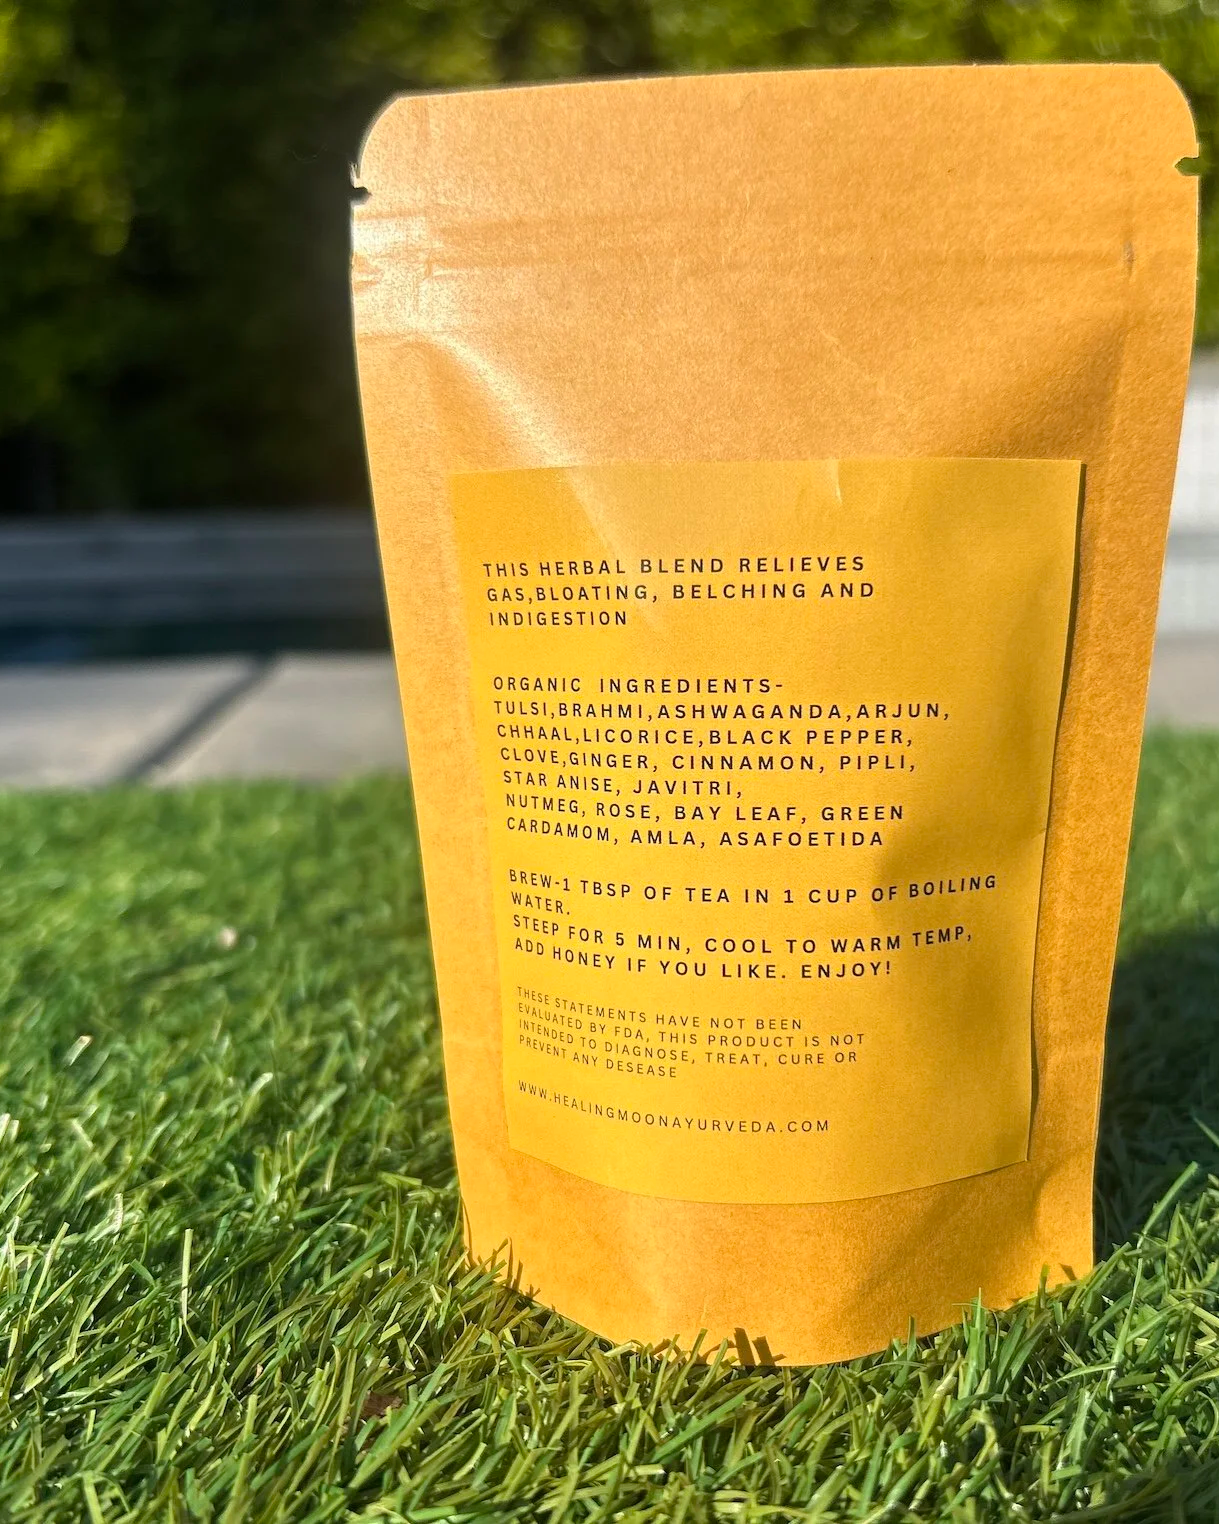 THIS HERBAL BLEND RELIEVES
GAS,BLOATING, BELCHING AND
INDIGESTION
ORGANIC INGREDIENTS-
TULSI,BRAHMI,ASHWAGANDA,ARJUN,
CHHAAL,LICORICE,BLACK PEPPER,
CLOVE,GINGER, CINNAMON, PIPLI,
STAR ANISE, JAVITRI,
NUTMEG, ROSE, BAY LEAF, GREEN
CARDAMOM, AMLA, ASAFOETIDA
BREW-1 TBSP OF TEA IN 1 CUP OF BOILING
WATER.
STEEP FOR 5 MIN, COOL TO WARM TEMP,
ADD HONEY IF YOU LIKE. ENJOY!
THESE STATEMENTS HAVE NOT BEEN
EVALUATED BY FDA, THIS PRODUCT IS NOT
INTENDED TO DIAGNOSE, TREAT, CURE OR
PREVENT ANY DESEASE
WWW.HEALINGMOONAYURVEDA.COM